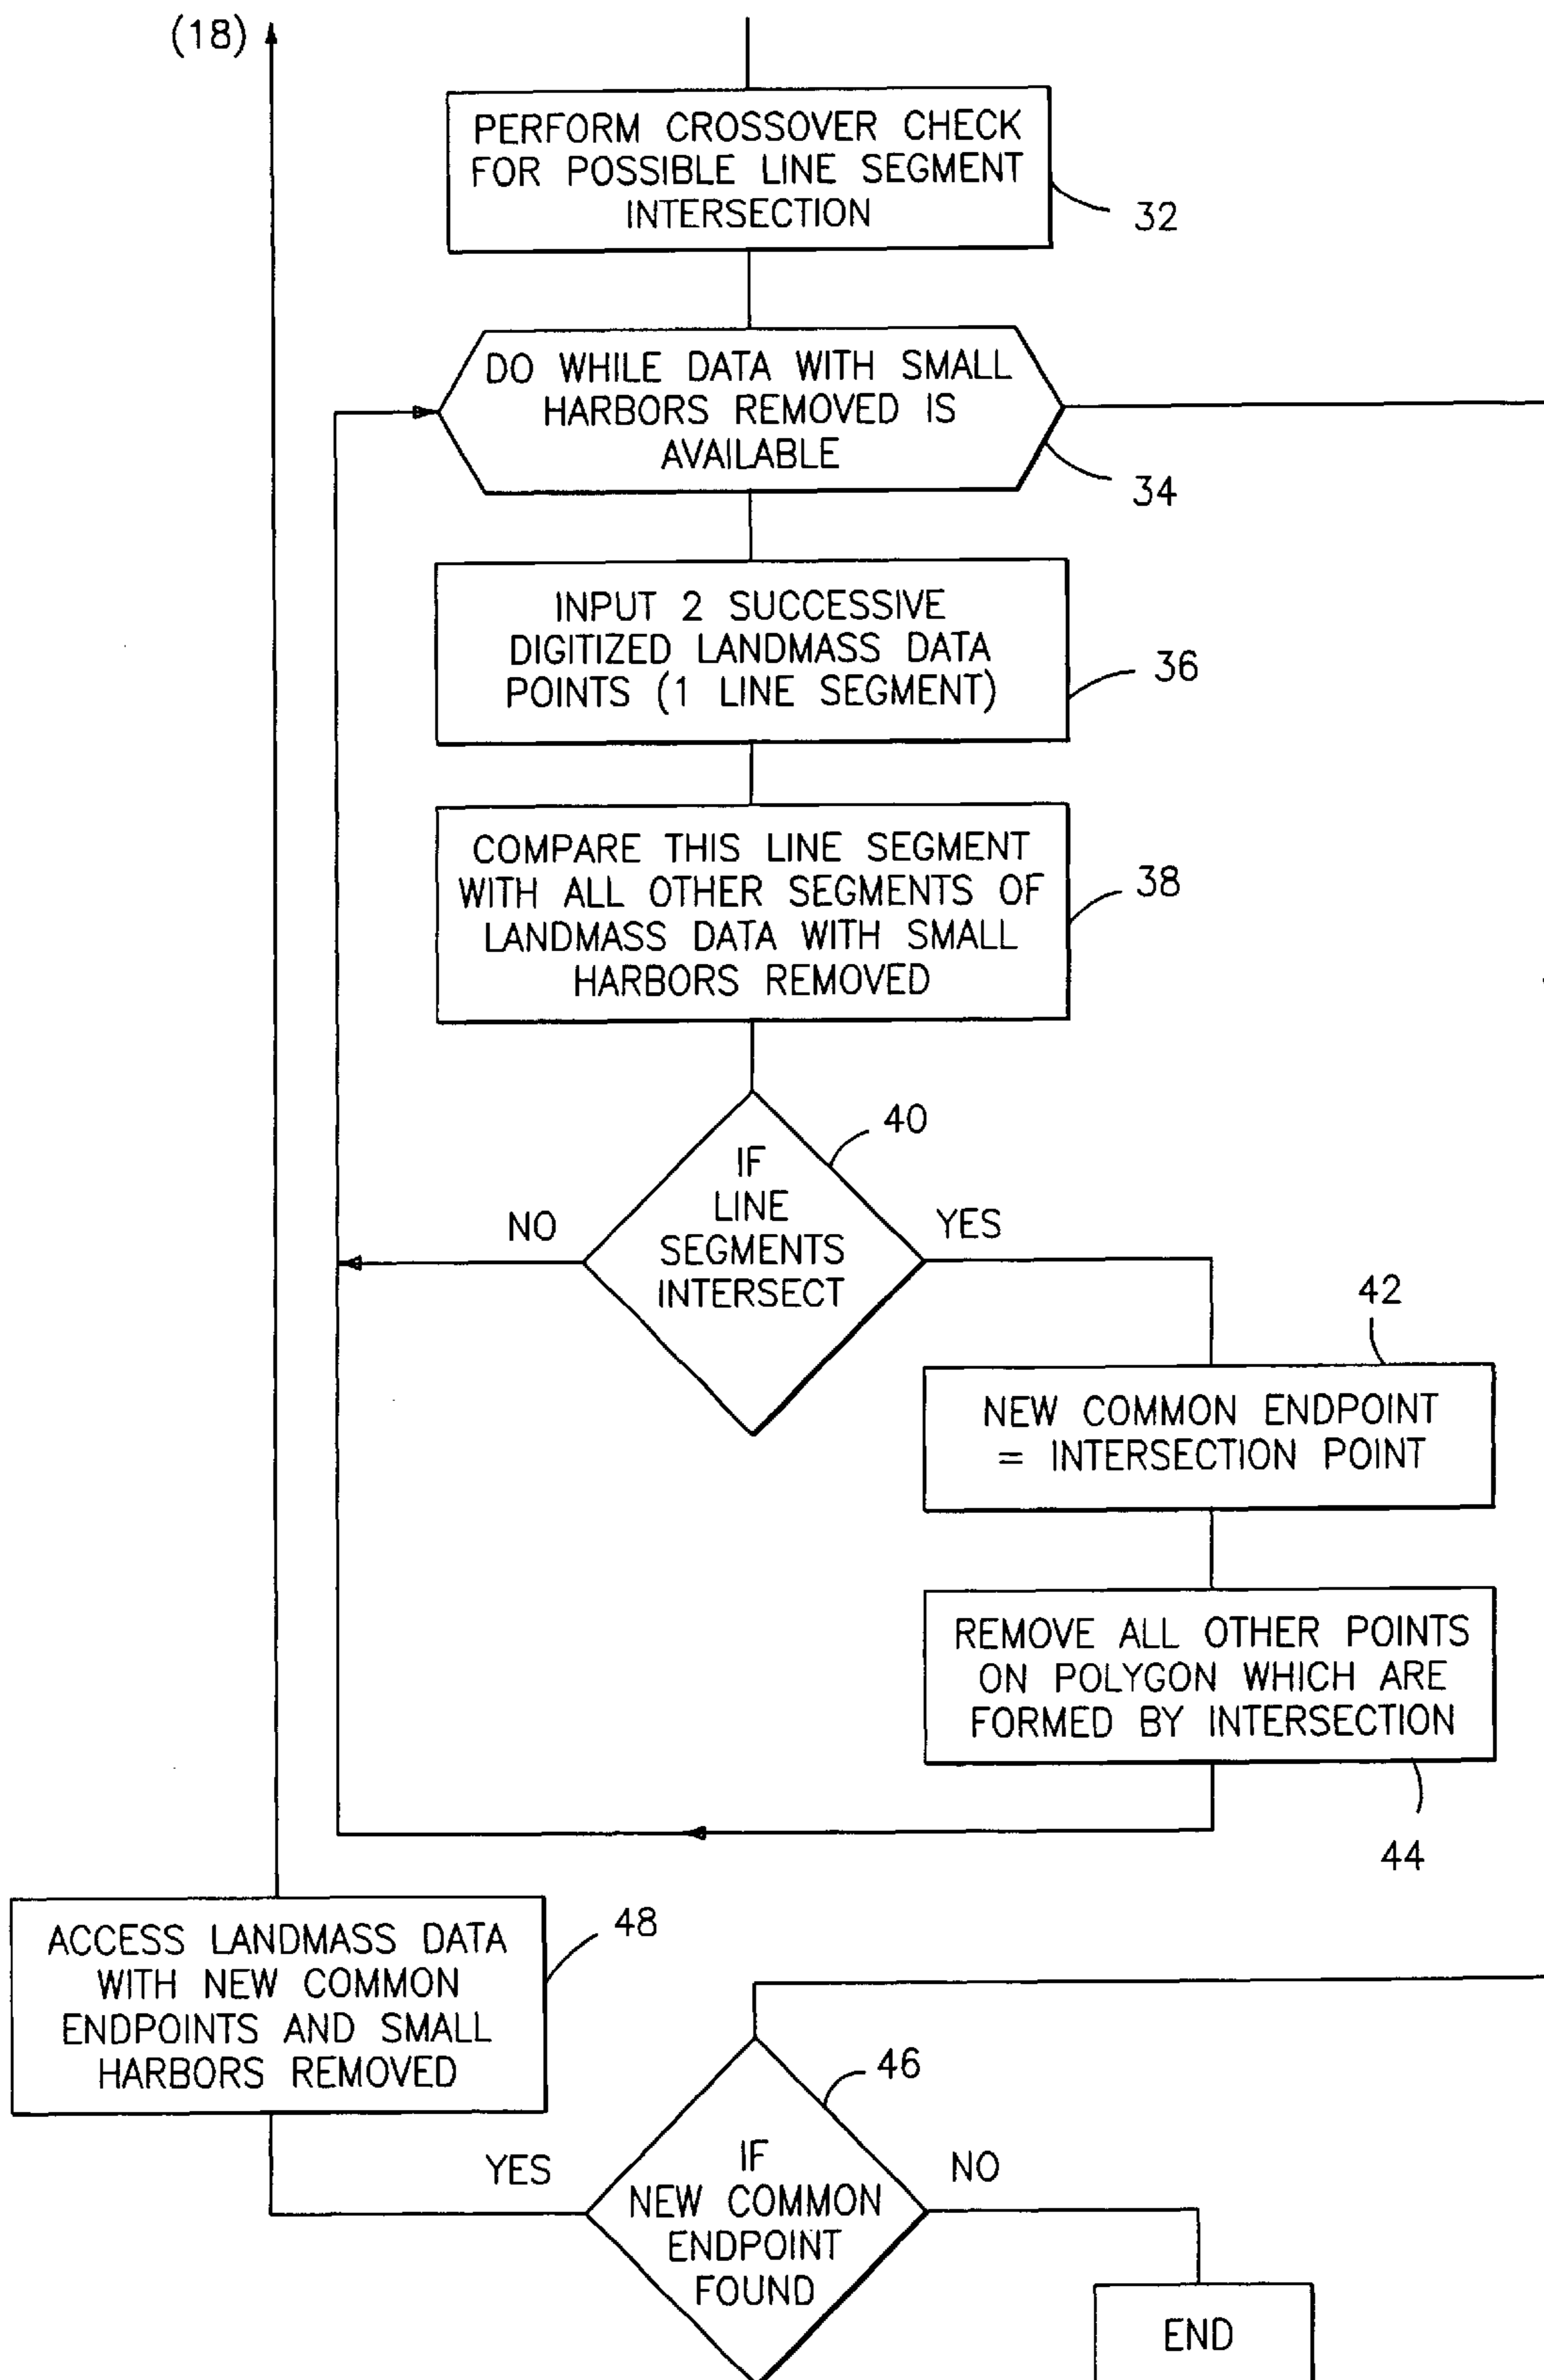 (18)
PERFORM CROSSOVER CHECK
FOR POSSIBLE LINE SEGMENT
INTERSECTION
32
DO WHILE DATA WITH SMALL
HARBORS REMOVED IS
AVAILABLE
34
INPUT 2 SUCCESSIVE
DIGITIZED LANDMASS DATA
POINTS (1 LINE SEGMENT)
36
COMPARE THIS LINE SEGMENT
WITH ALL OTHER SEGMENTS OF
LANDMASS DATA WITH SMALL
HARBORS REMOVED
38
40
IF
LINE
SEGMENTS
INTERSECT
NO
YES
42
NEW COMMON ENDPOINT
= INTERSECTION POINT
REMOVE ALL OTHER POINTS
ON POLYGON WHICH ARE
FORMED BY INTERSECTION
44
ACCESS LANDMASS DATA
WITH NEW COMMON
ENDPOINTS AND SMALL
HARBORS REMOVED
48
46
YES
IF
NEW COMMON
ENDPOINT
FOUND
NO
END